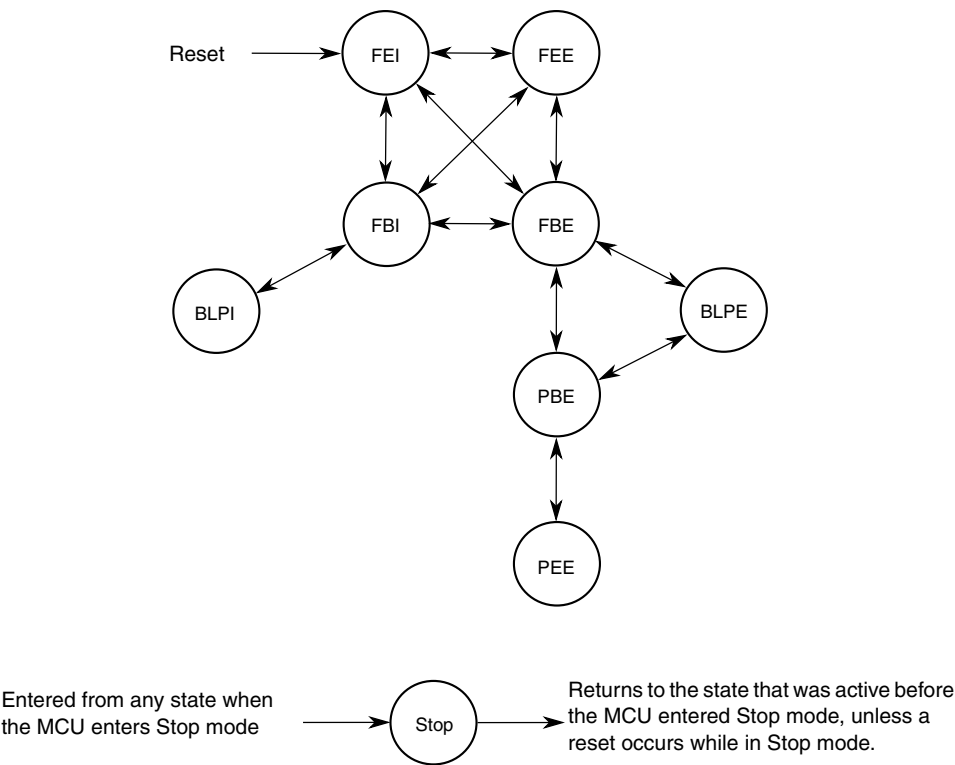 Reset
FEI
FEE
FBI
FBE
BLPI
BLPE
PBE
PEE
Entered from any state when
the MCU enters Stop mode
Stop
Returns to the state that was active before
the MCU entered Stop mode, unless a
reset occurs while in Stop mode.